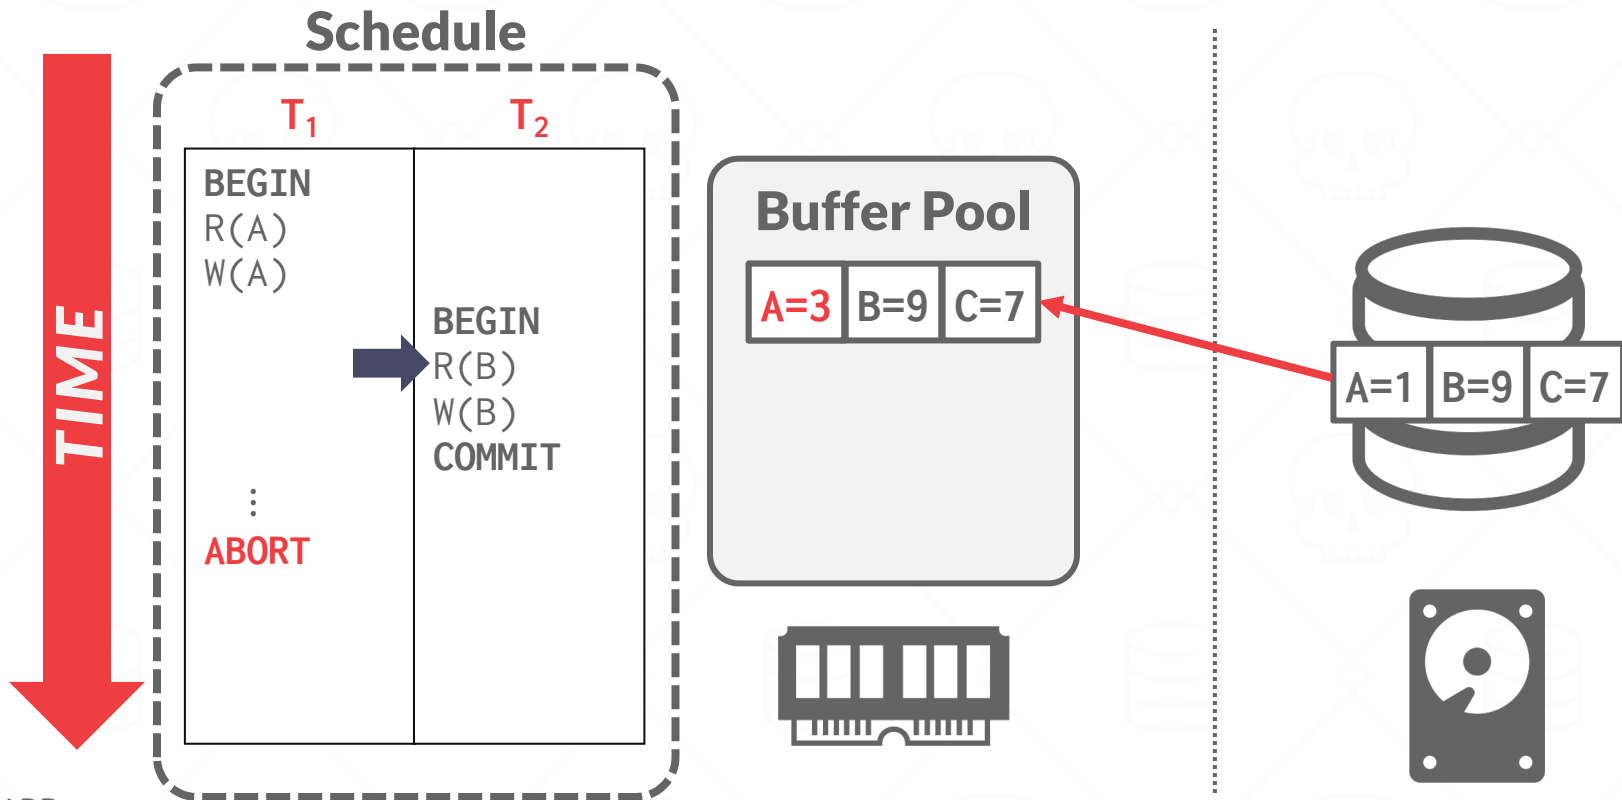 Schedule
TIME
T1
T2
BEGIN
R(A)
W(A)
BEGIN
R(B)
W(B)
COMMIT
⋮
ABORT
Buffer Pool
A=3 B=9 C=7
A=1 B=9 C=7